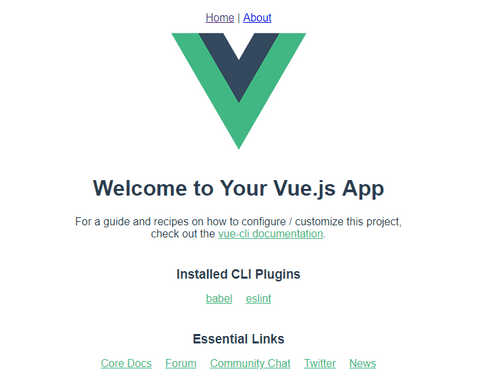 Home | About
Welcome to Your Vue.js App
For a guide and recipes on how to configure / customize this project,
check out the vue-cli documentation.
Installed CLI Plugins
babel eslint
Essential Links
Core Docs Forum Community Chat Twitter News